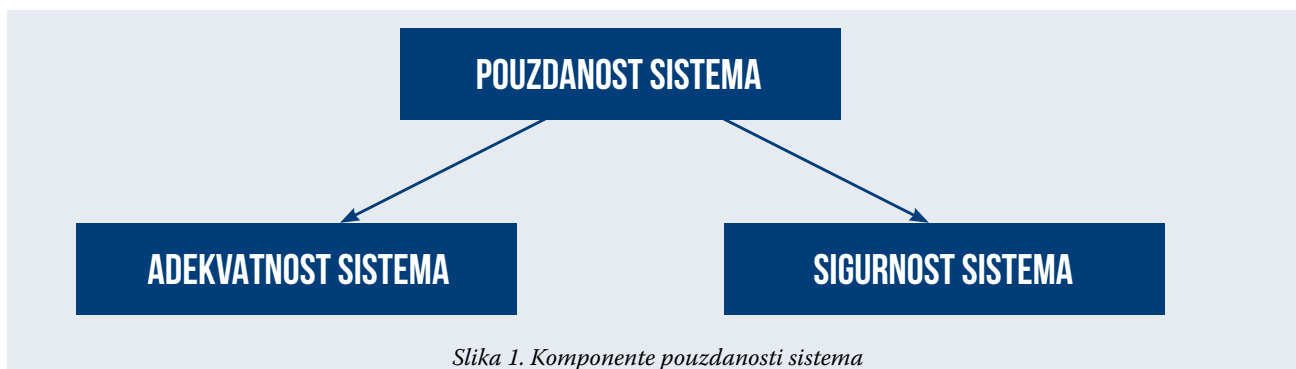 POUZDANOST SISTEMA
ADEKVATNOST SISTEMA
SIGURNOST SISTEMA
Slika 1. Komponente pouzdanosti sistema